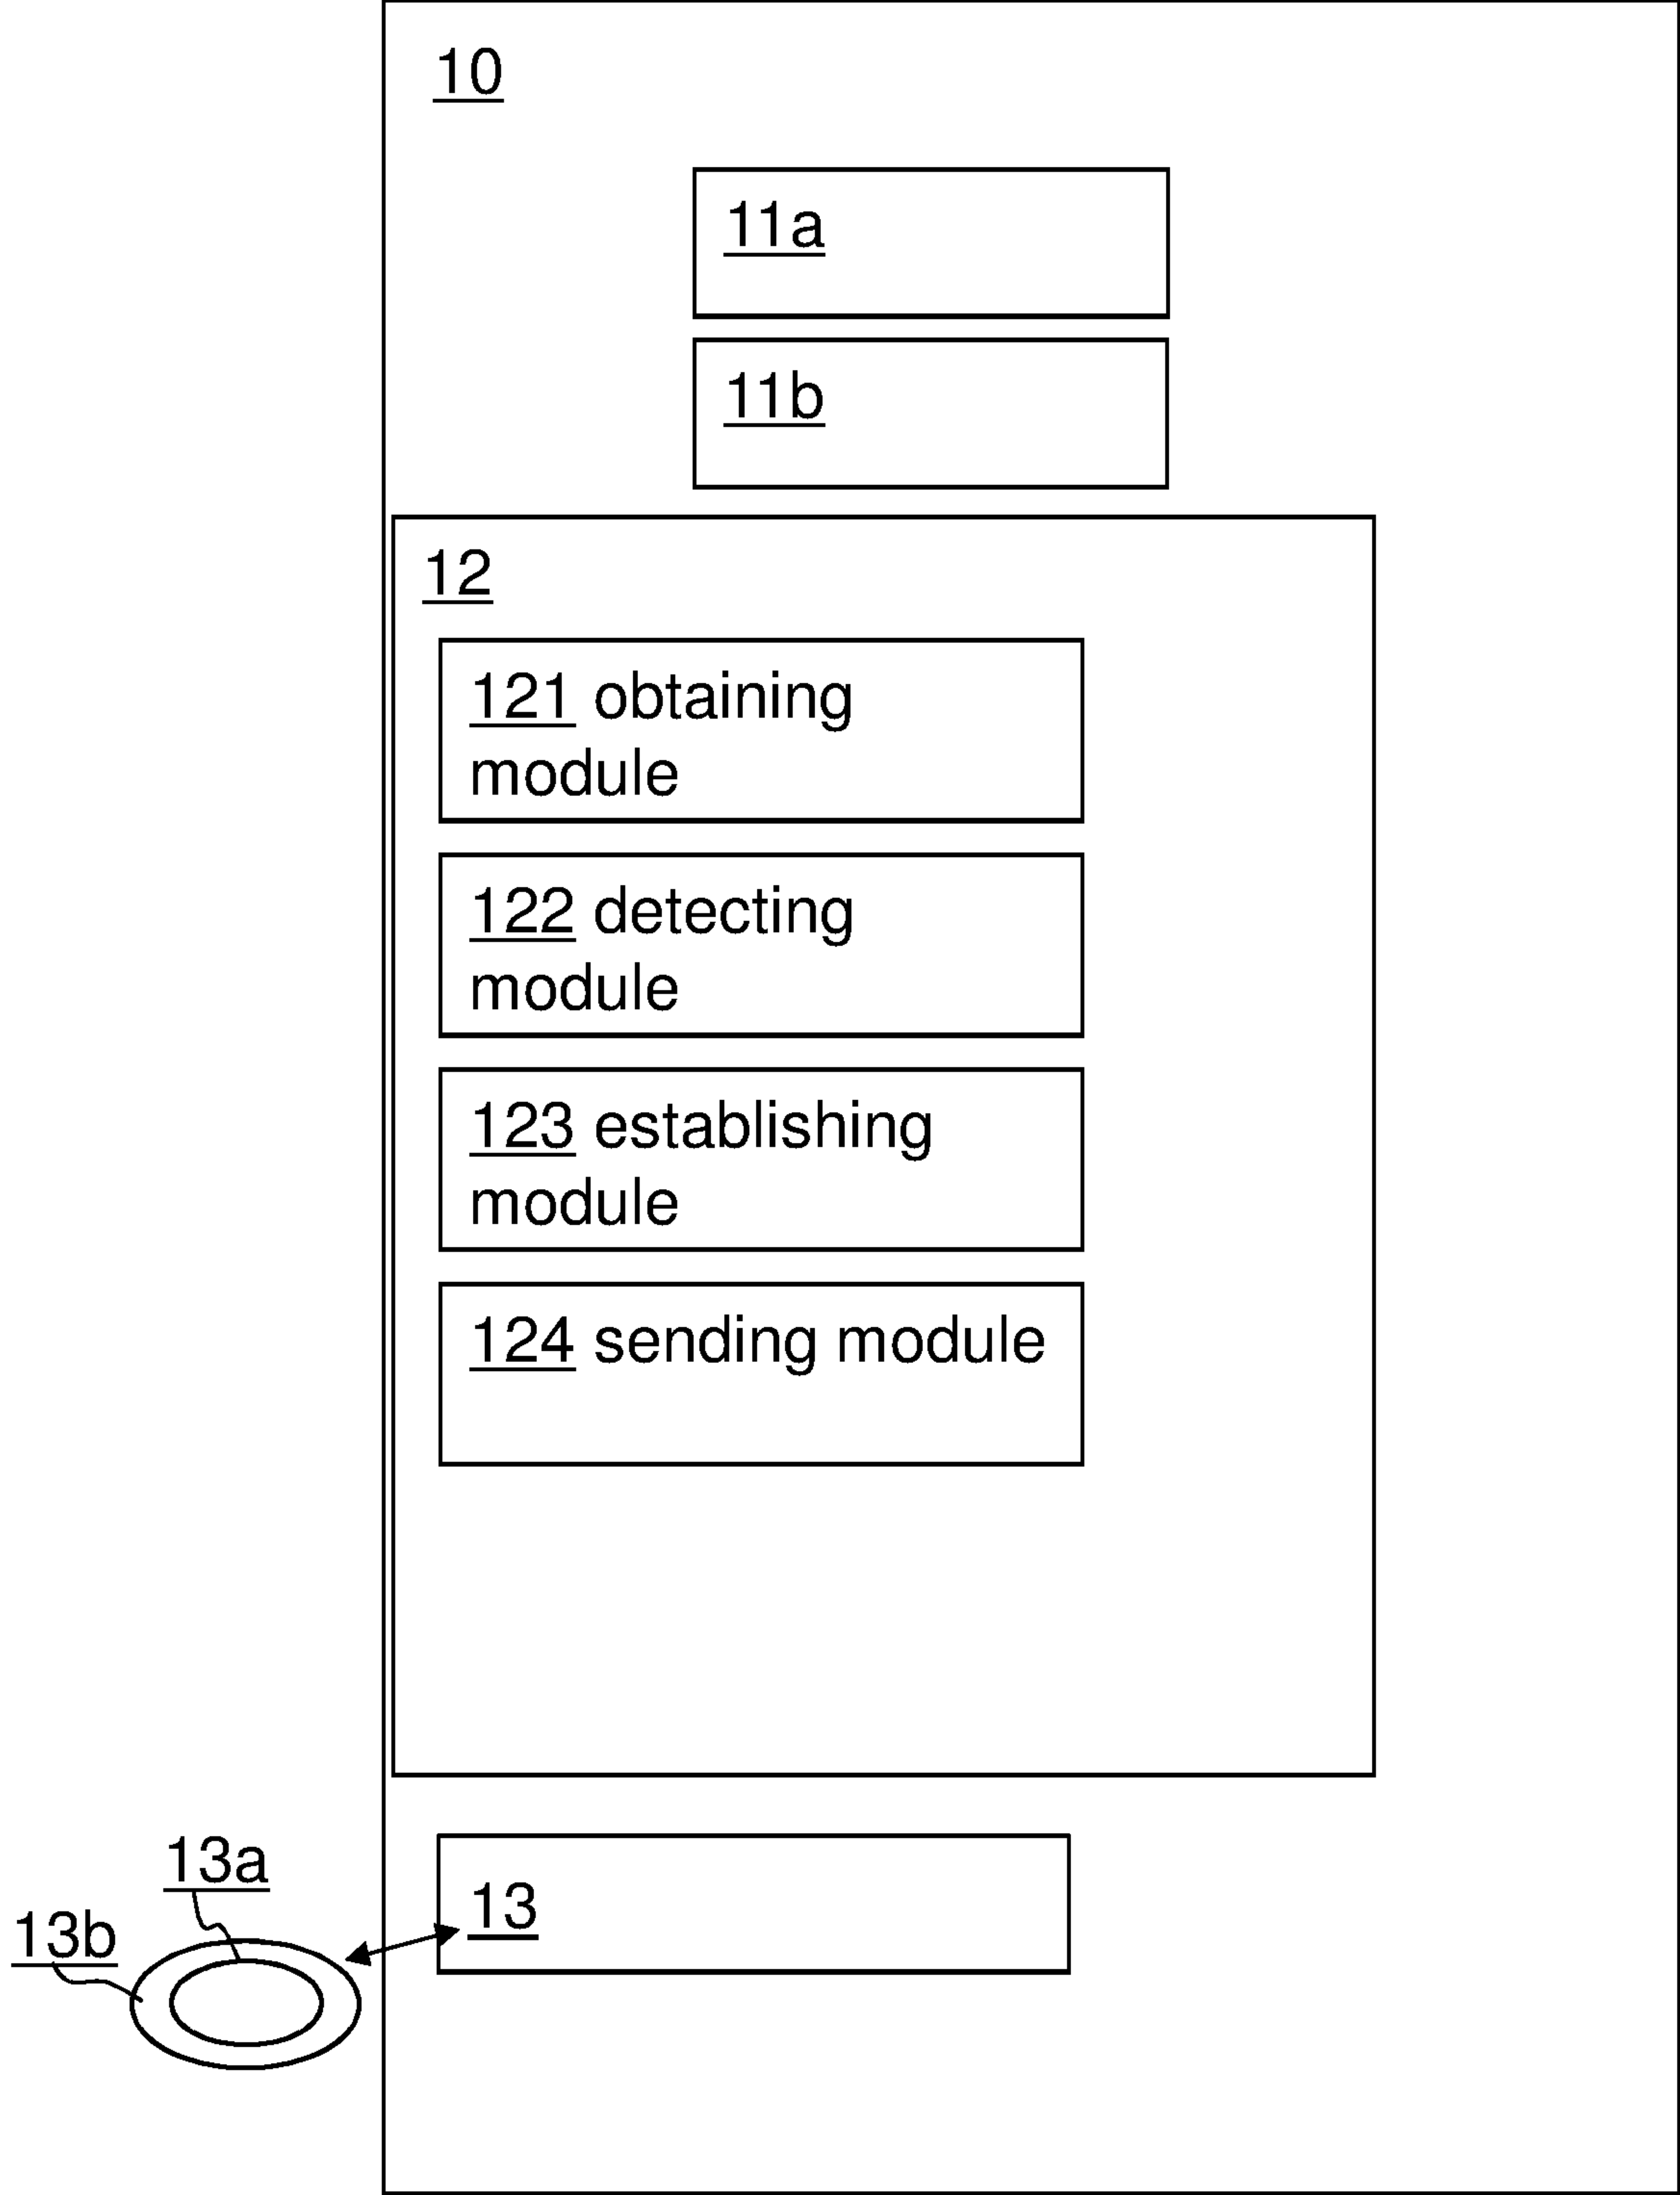 10
11a
11b
12
121 obtaining
module
122 detecting
module
123 establishing
module
124 sending module
13a
13
13b